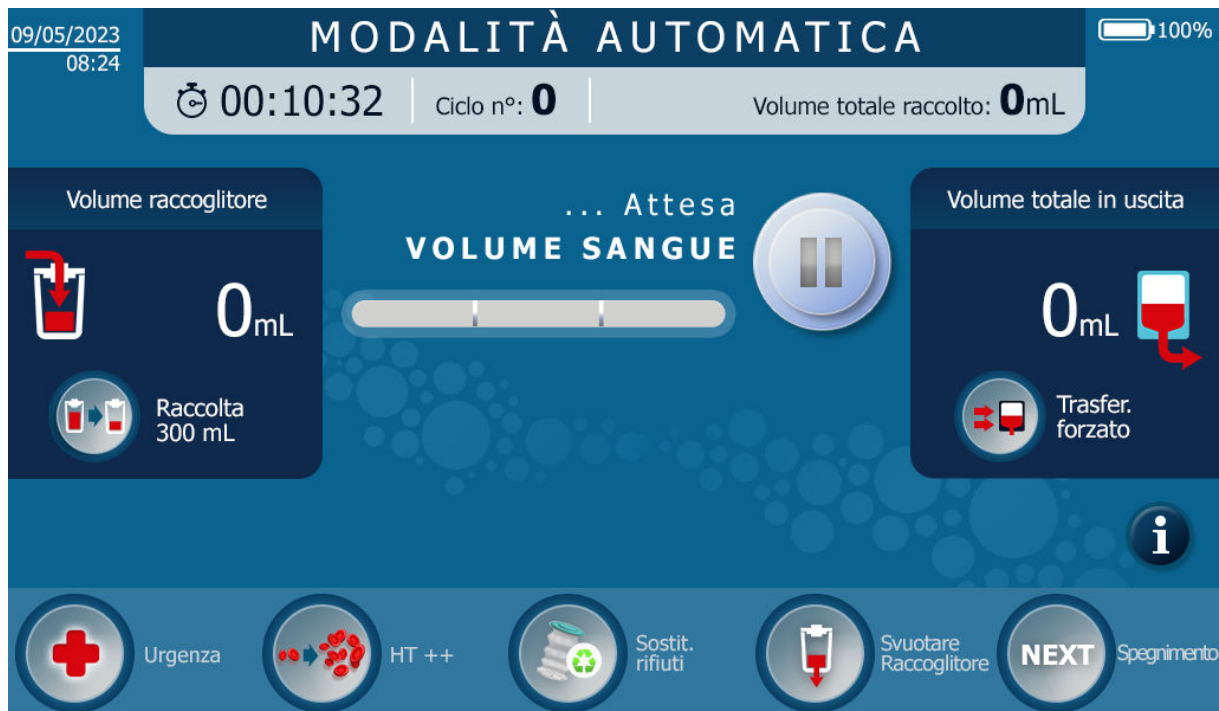 09/05/2023
08:24
MODALITÀ AUTOMATICA
100%
00:10:32
Ciclo n°: 0
Volume totale raccolto: 0mL
Volume raccoglitore
0mL
Raccolta
300 mL
... Attesa
VOLUME SANGUE
Volume totale in uscita
0mL
Trasfer.
forzato
i
Urgenza
HT ++
Sostit.
rifiuti
Svuotare
Raccoglitore
NEXT
Spegnimento